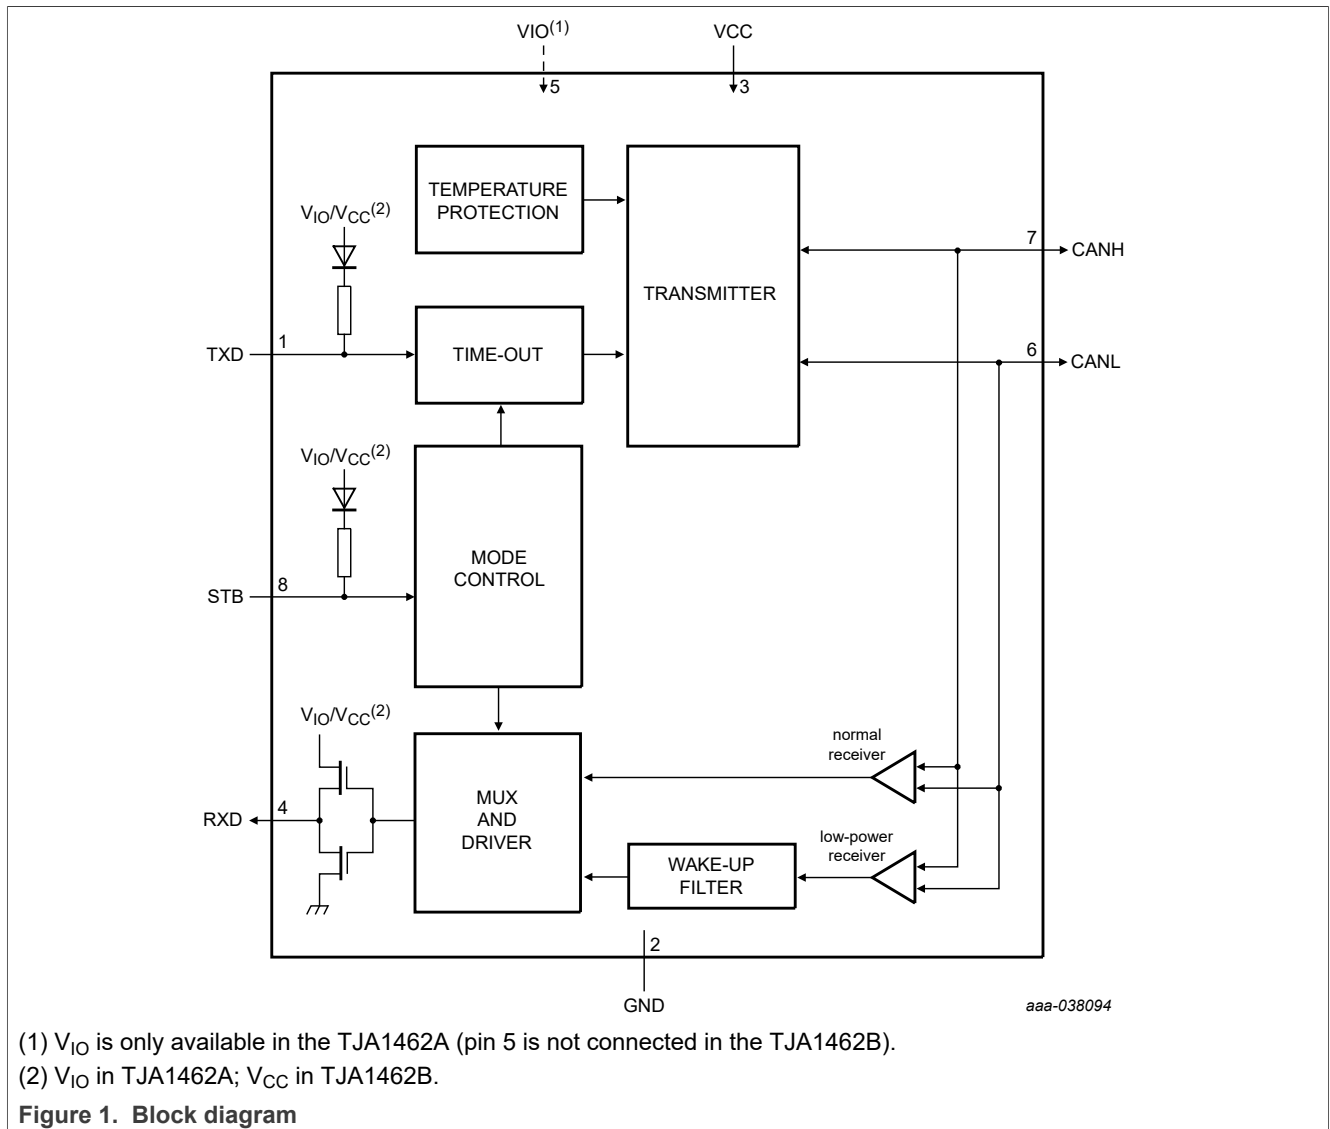 VIO(1)
VCC
5
3
TEMPERATURE
PROTECTION
VIO/VCC(2)
7
CANH
TRANSMITTER
1
TXD
TIME-OUT
6
CANL
VIO/VCC(2)
MODE
CONTROL
8
STB
VIO/VCC(2)
normal
receiver
4
RXD
MUX
AND
DRIVER
low-power
receiver
WAKE-UP
FILTER
2
GND
aaa-038094
(1) VIO is only available in the TJA1462A (pin 5 is not connected in the TJA1462B).
(2) VIO in TJA1462A; VCC in TJA1462B.
Figure 1. Block diagram